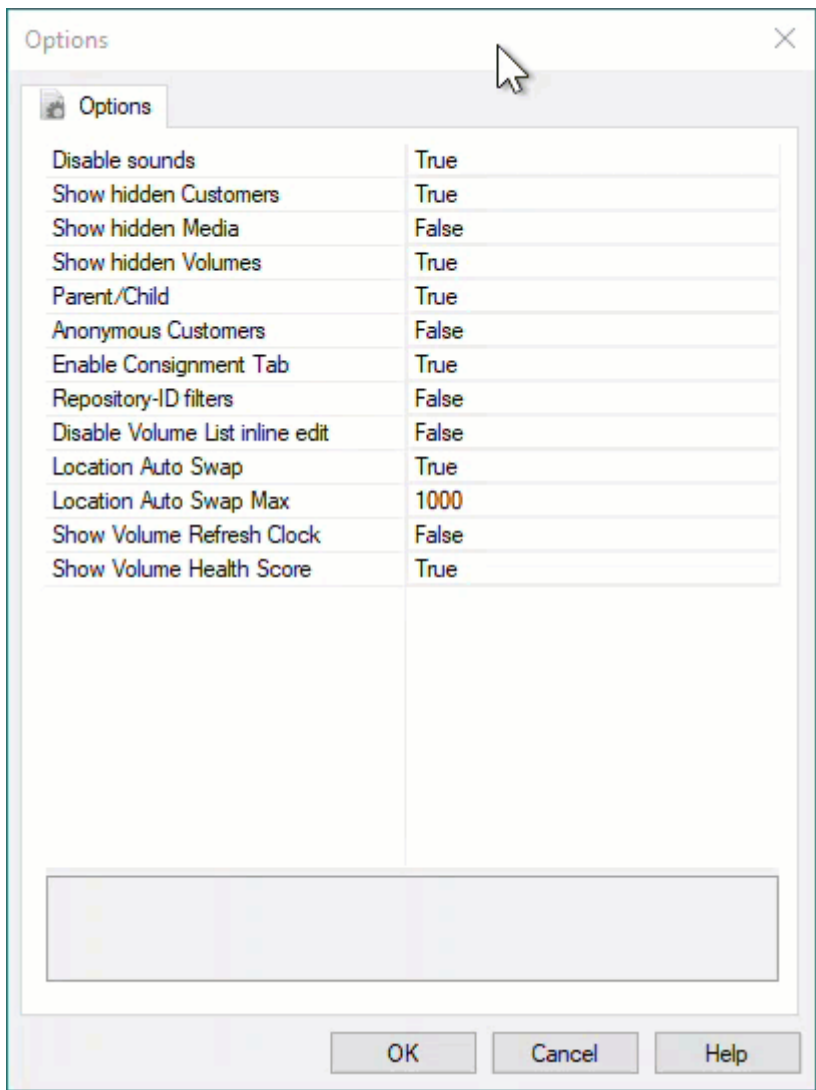 Options
Options
Disable sounds True
Show hidden Customers True
Show hidden Media False
Show hidden Volumes True
Parent/Child True
Anonymous Customers False
Enable Consignment Tab True
Repository-ID filters False
Disable Volume List inline edit False
Location Auto Swap True
Location Auto Swap Max 1000
Show Volume Refresh Clock False
Show Volume Health Score True
OK Cancel Help